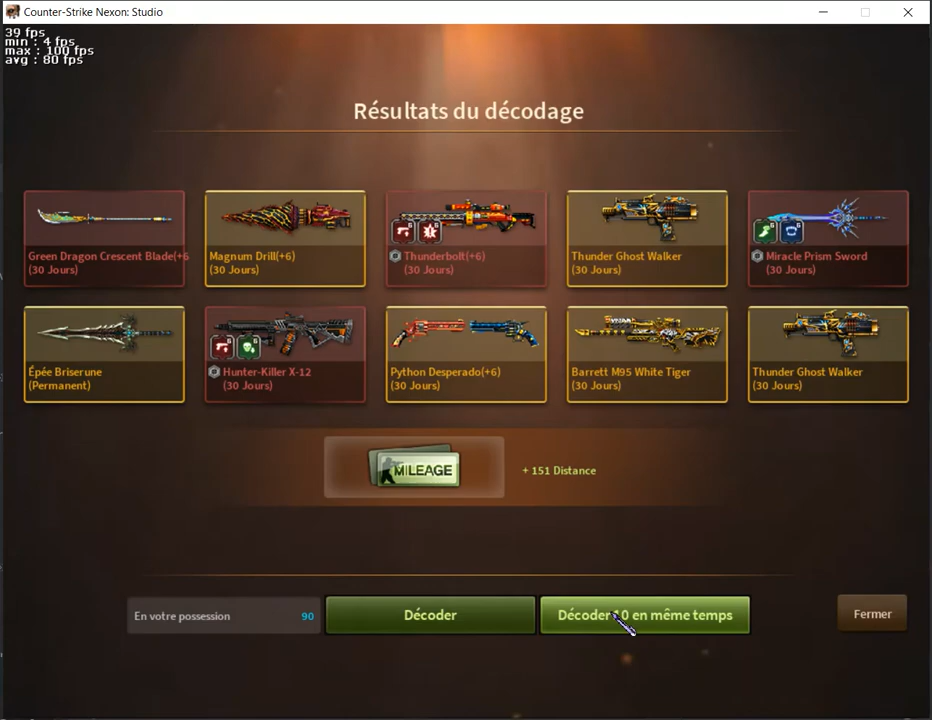 Counter-Strike Nexon: Studio
39 fps
min : 4 fps
max : 100 fps
avg : 80 fps
Résultats du décodage
Green Dragon Crescent Blade(+6
(30 Jours)
Magnum Drill(+6)
(30 Jours)
Thunderbolt(+6)
(30 Jours)
Thunder Ghost Walker
(30 Jours)
Miracle Prism Sword
(30 Jours)
Épée Briserune
(Permanent)
Hunter-Killer X-12
(30 Jours)
Python Desperado(+6)
(30 Jours)
Barrett M95 White Tiger
(30 Jours)
Thunder Ghost Walker
(30 Jours)
MILEAGE
+ 151 Distance
En votre possession 90
Décoder
Décoder 10 en même temps
Fermer